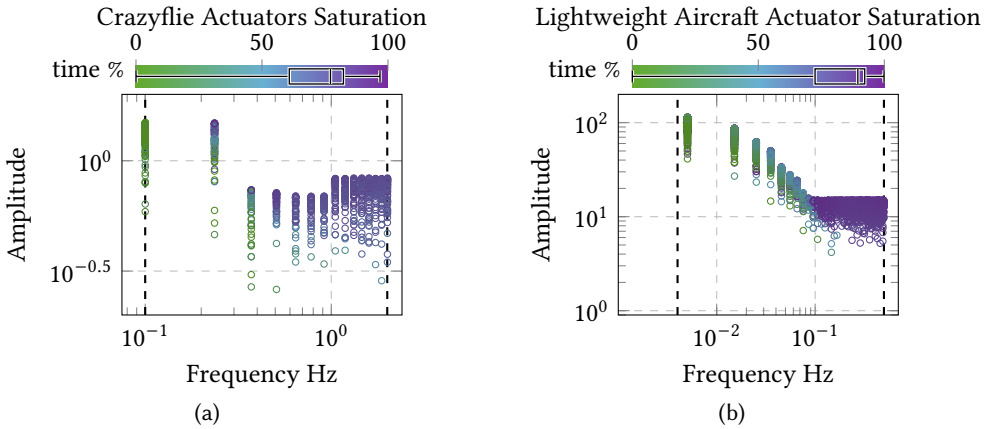 Crazyflie Actuators Saturation
0 50 100
time %
10^0
10^−0.5
Amplitude
10^−1 10^0
Frequency Hz
(a)
Lightweight Aircraft Actuator Saturation
0 50 100
time %
10^2
10^1
10^0
Amplitude
10^−2 10^−1
Frequency Hz
(b)